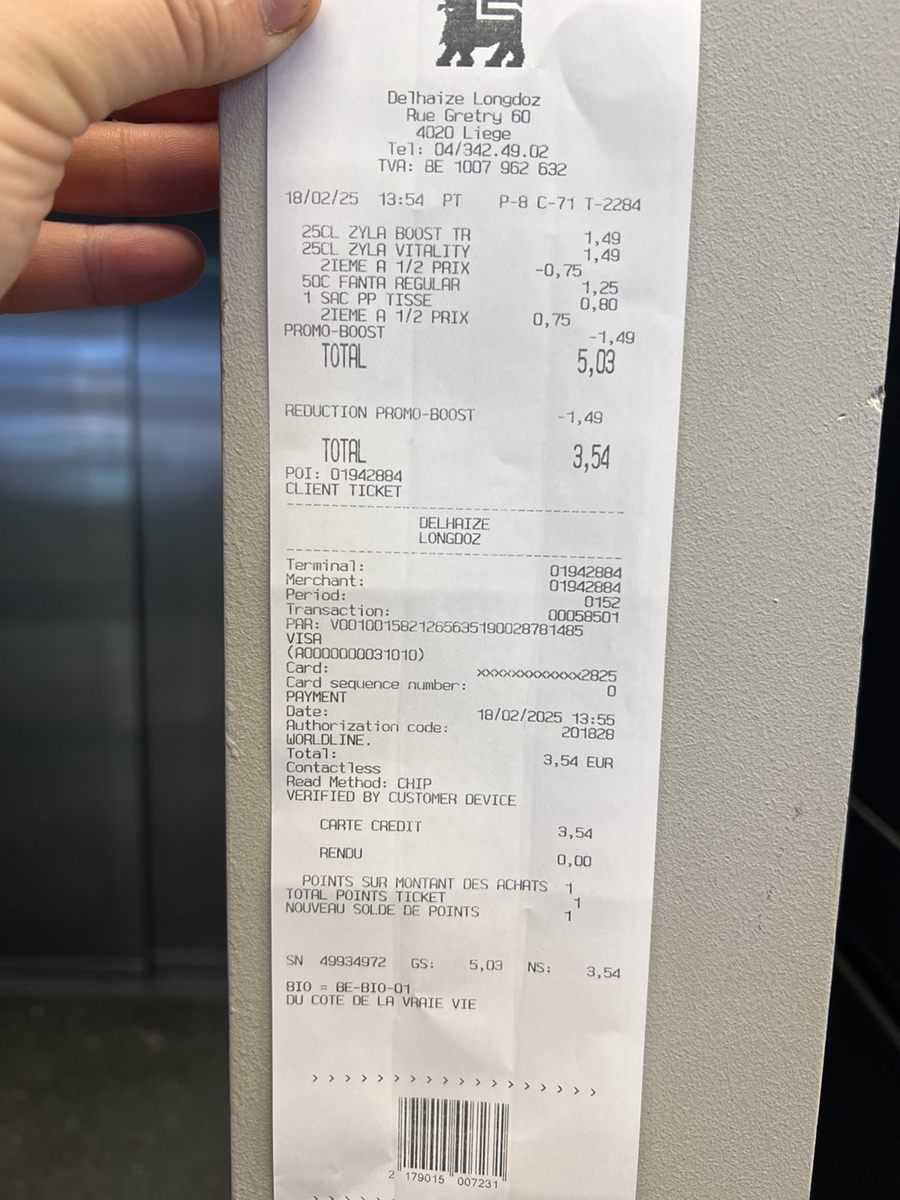 Delhaize Longdoz
Rue Gretry 60
4020 Liege
Tel: 04/342.49.02
TVA: BE 1007 962 632
18/02/25 13:54 PT P-8 C-71 T-2284
25CL ZYLA BOOST TR 1,49
25CL ZYLA VITALITY 1,49
2IEME A 1/2 PRIX -0,75
50C FANTA REGULAR 1,25
1 SAC PP TISSE 0,80
2IEME A 1/2 PRIX 0,75
PROMO-BOOST -1,49
TOTAL 5,03
REDUCTION PROMO-BOOST -1,49
TOTAL 3,54
POI: 01942884
CLIENT TICKET
DELHAIZE
LONGDOZ
Terminal: 01942884
Merchant: 01942884
Period: 0152
Transaction: 00058501
PAR: V0010015821265635190028781485
VISA
(A0000000031010)
Card: xxxxxxxxxxxx2825
Card sequence number: 0
PAYMENT
Date: 18/02/2025 13:55
Authorization code: 201828
WORLDLINE.
Total: 3,54 EUR
Contactless
Read Method: CHIP
VERIFIED BY CUSTOMER DEVICE
CARTE CREDIT 3,54
RENDU 0,00
POINTS SUR MONTANT DES ACHATS 1
TOTAL POINTS TICKET 1
NOUVEAU SOLDE DE POINTS 1
SN 49934972 GS: 5,03 NS: 3,54
BIO = BE-BIO-01
DU COTE DE LA VRAIE VIE
> > > > > > > > > > > > > > > > > >
2 179015 007231